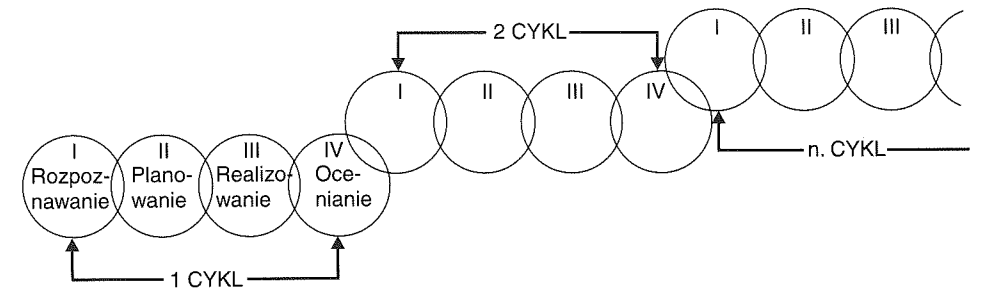 I
Rozpoz-
nawanie
II
Plano-
wanie
III
Realizo-
wanie
IV
Oce-
nianie
1 CYKL
2 CYKL
I
II
III
IV
I
II
III
n. CYKL